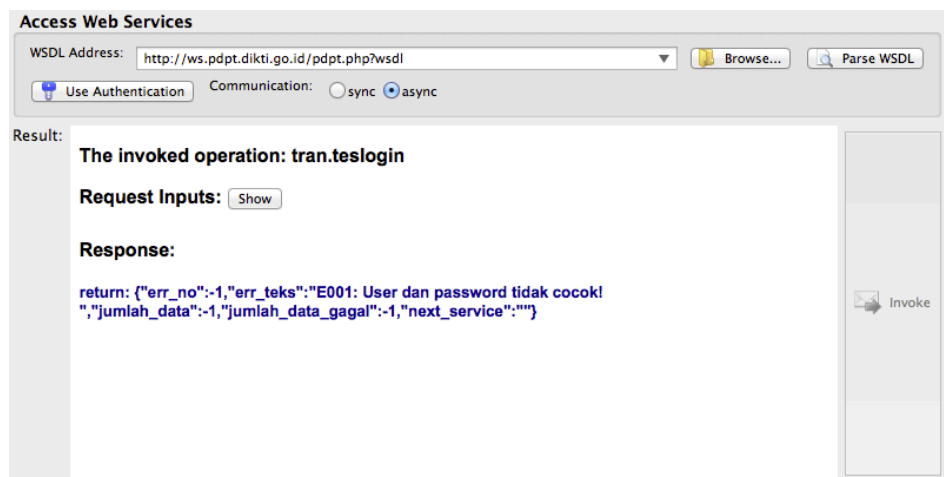 Access Web Services
WSDL Address: http://ws.pdpt.dikti.go.id/pdpt.php?wsdl Browse... Parse WSDL
Use Authentication Communication: sync async
Result:
The invoked operation: tran.teslogin
Request Inputs: Show
Response:
return: {"err_no":-1,"err_teks":"E001: User dan password tidak cocok!
","jumlah_data":-1,"jumlah_data_gagal":-1,"next_service":""}
Invoke